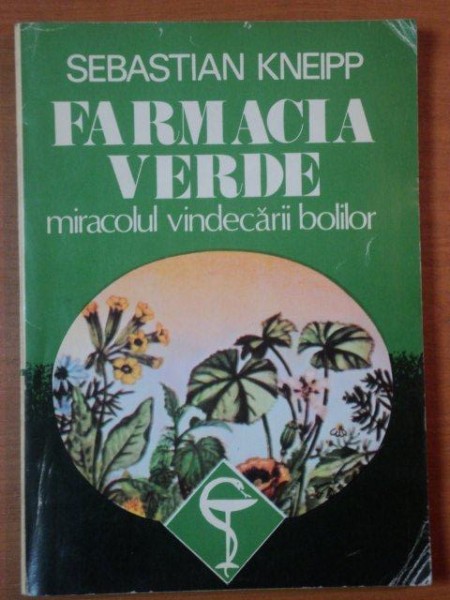 SEBASTIAN KNEIPP
FARMACIA
VERDE
miracolul vindecării bolilor